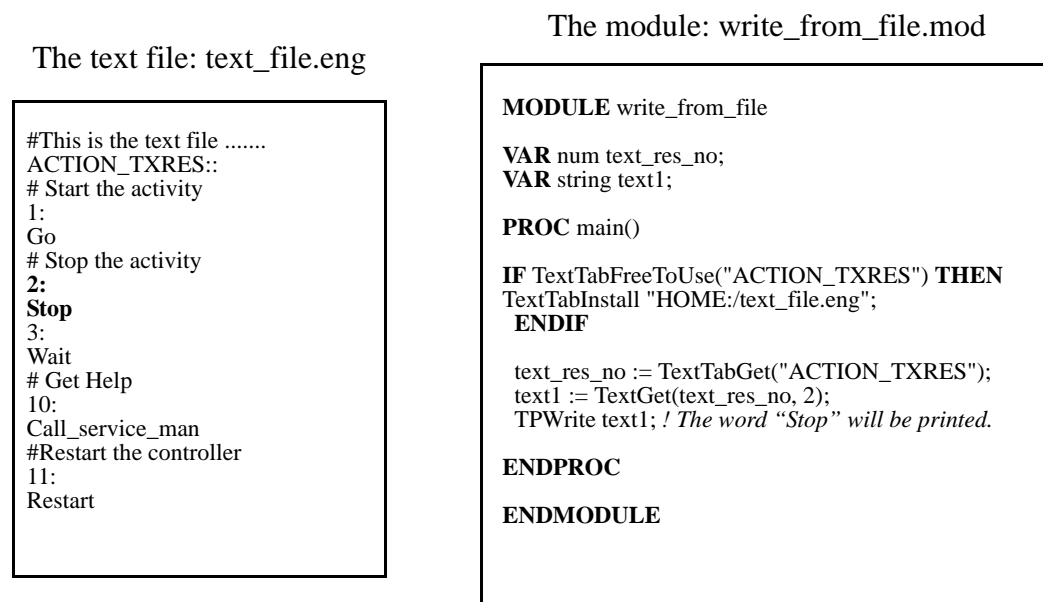 The text file: text_file.eng
#This is the text file .......
ACTION_TXRES::
# Start the activity
1:
Go
# Stop the activity
2:
Stop
3:
Wait
# Get Help
10:
Call_service_man
#Restart the controller
11:
Restart
The module: write_from_file.mod
MODULE write_from_file
VAR num text_res_no;
VAR string text1;
PROC main()
IF TextTabFreeToUse("ACTION_TXRES") THEN
TextTabInstall "HOME:/text_file.eng";
ENDIF
text_res_no := TextTabGet("ACTION_TXRES");
text1 := TextGet(text_res_no, 2);
TPWrite text1; ! The word “Stop” will be printed.
ENDPROC
ENDMODULE